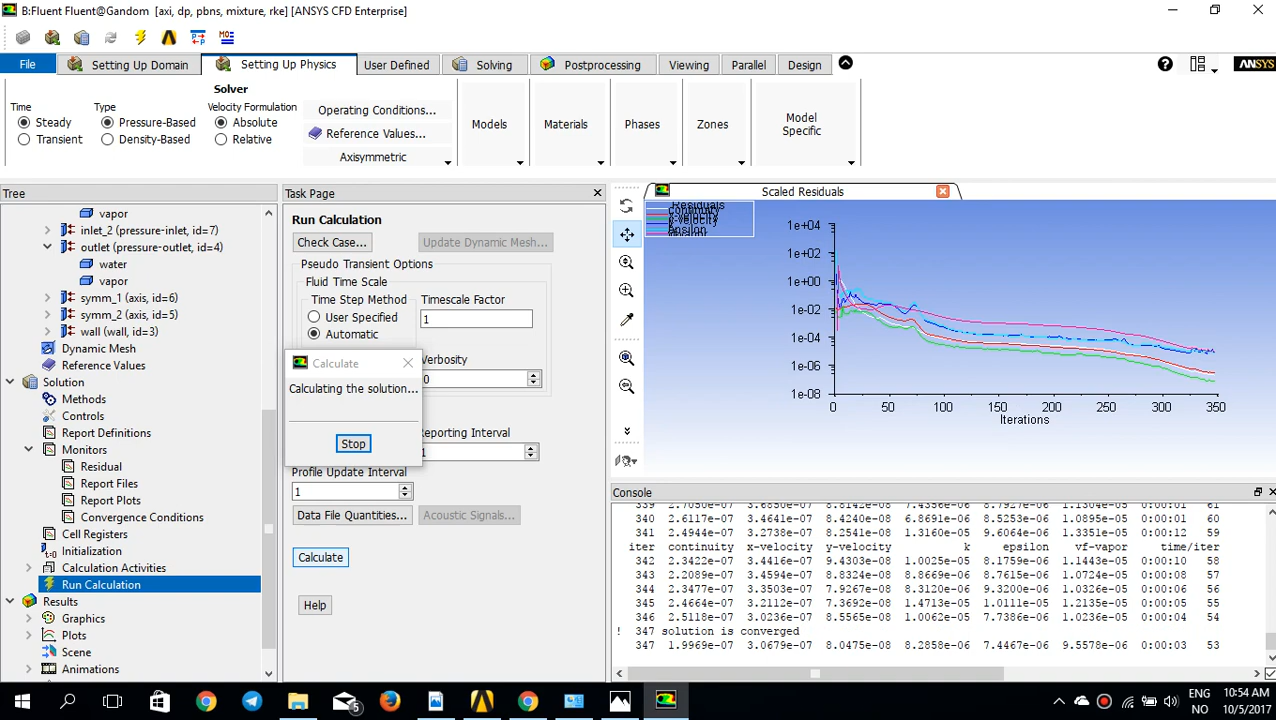 B:Fluent Fluent@Gandom [axi, dp, pbns, mixture, rke] [ANSYS CFD Enterprise]
File Setting Up Domain Setting Up Physics User Defined Solving Postprocessing Viewing Parallel Design ANSYS
Solver
Time Type Velocity Formulation
Steady Pressure-Based Absolute
Transient Density-Based Relative
Operating Conditions...
Reference Values...
Axisymmetric
Models
Materials
Phases
Zones
Model
Specific
Tree
vapor
inlet_2 (pressure-inlet, id=7)
outlet (pressure-outlet, id=4)
water
vapor
symm_1 (axis, id=6)
symm_2 (axis, id=5)
wall (wall, id=3)
Dynamic Mesh
Reference Values
Solution
Methods
Controls
Report Definitions
Monitors
Residual
Report Files
Report Plots
Convergence Conditions
Cell Registers
Initialization
Calculation Activities
Run Calculation
Results
Graphics
Plots
Scene
Animations
Task Page
Run Calculation
Check Case... Update Dynamic Mesh...
Pseudo Transient Options
Fluid Time Scale
Time Step Method Timescale Factor
User Specified 1
Automatic
Verbosity
0
Calculate
Calculating the solution...
Stop
Reporting Interval
1
Profile Update Interval
1
Data File Quantities... Acoustic Signals...
Calculate
Help
Scaled Residuals
Residuals
continuity
y-velocity
Epsilon
1e+04
1e+02
1e+00
1e-02
1e-04
1e-06
1e-08
0 50 100 150 200 250 300 350
Iterations
Console
340 2.6117e-07 3.4641e-07 8.4240e-08 6.8691e-06 8.5253e-06 1.0895e-05 0:00:01 60
341 2.4944e-07 3.2738e-07 8.2541e-08 1.3160e-05 9.6064e-06 1.3351e-05 0:00:12 59
iter continuity x-velocity y-velocity k epsilon vf-vapor time/iter
342 2.3422e-07 3.4416e-07 9.4303e-08 1.0025e-05 8.1759e-06 1.1443e-05 0:00:10 58
343 2.2089e-07 3.4594e-07 8.8324e-08 8.8669e-06 8.7615e-06 1.0724e-05 0:00:08 57
344 2.3477e-07 3.3503e-07 7.9267e-08 8.3120e-06 9.3200e-06 1.0326e-05 0:00:06 56
345 2.4664e-07 3.2112e-07 7.3692e-08 1.4713e-05 1.0111e-05 1.2135e-05 0:00:05 55
346 2.5118e-07 3.0236e-07 8.5565e-08 1.0062e-05 7.7386e-06 1.0205e-05 0:00:04 54
! 347 solution is converged
347 1.9969e-07 3.0679e-07 8.0475e-08 8.2858e-06 7.4467e-06 9.5578e-06 0:00:03 53
5
ENG 10:54 AM
NO 10/5/2017